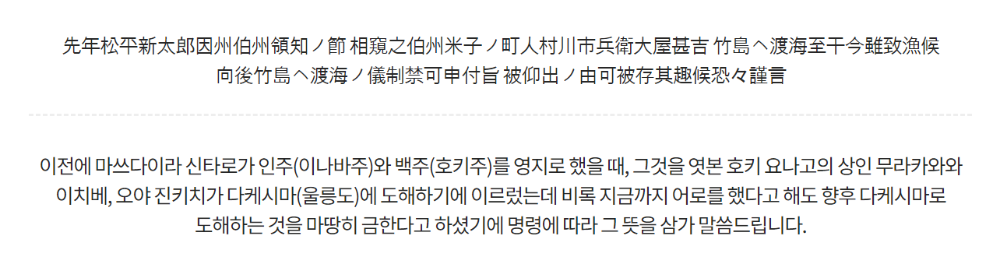 先年松平新太郎因州伯州領知ノ節 相窺之伯州米子ノ町人村川市兵衛大屋甚吉 竹島ヘ渡海至干今雖致漁候
向後竹島ヘ渡海ノ儀制禁可申付旨 被仰出ノ由可被存其趣候恐々謹言
이전에 마쓰다이라 신타로가 인주(이나바주)와 백주(호키주)를 영지로 했을 때, 그것을 엿본 호키 요나고의 상인 무라카와와
이치베, 오야 진키치가 다케시마(울릉도)에 도해하기에 이르렀는데 비록 지금까지 어로를 했다고 해도 향후 다케시마로
도해하는 것을 마땅히 금한다고 하셨기에 명령에 따라 그 뜻을 삼가 말씀드립니다.